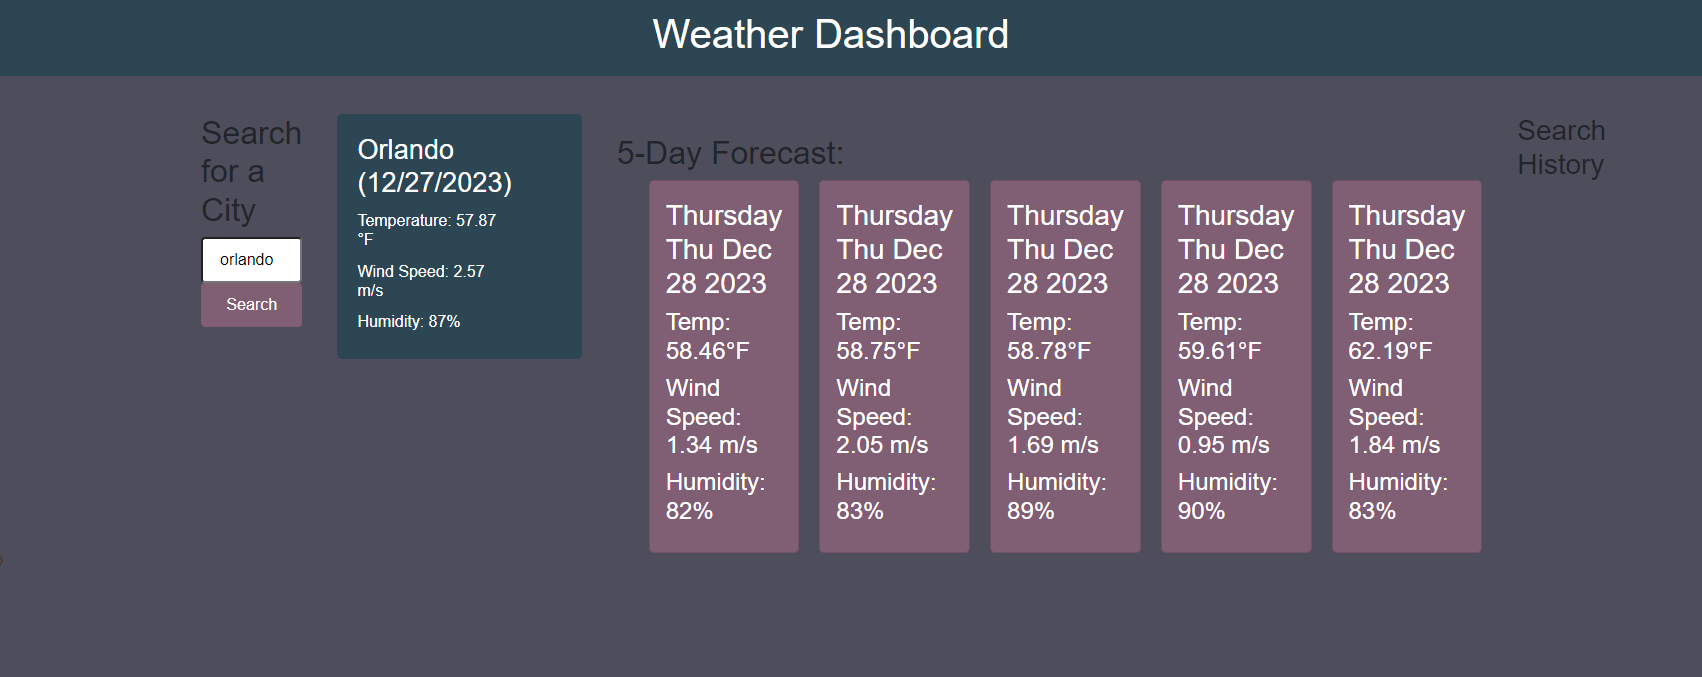 Weather Dashboard
Search
for a
City
orlando
Search
Orlando
(12/27/2023)
Temperature: 57.87
°F
Wind Speed: 2.57
m/s
Humidity: 87%
5-Day Forecast:
Thursday
Thu Dec
28 2023
Temp:
58.46°F
Wind
Speed:
1.34 m/s
Humidity:
82%
Thursday
Thu Dec
28 2023
Temp:
58.75°F
Wind
Speed:
2.05 m/s
Humidity:
83%
Thursday
Thu Dec
28 2023
Temp:
58.78°F
Wind
Speed:
1.69 m/s
Humidity:
89%
Thursday
Thu Dec
28 2023
Temp:
59.61°F
Wind
Speed:
0.95 m/s
Humidity:
90%
Thursday
Thu Dec
28 2023
Temp:
62.19°F
Wind
Speed:
1.84 m/s
Humidity:
83%
Search
History